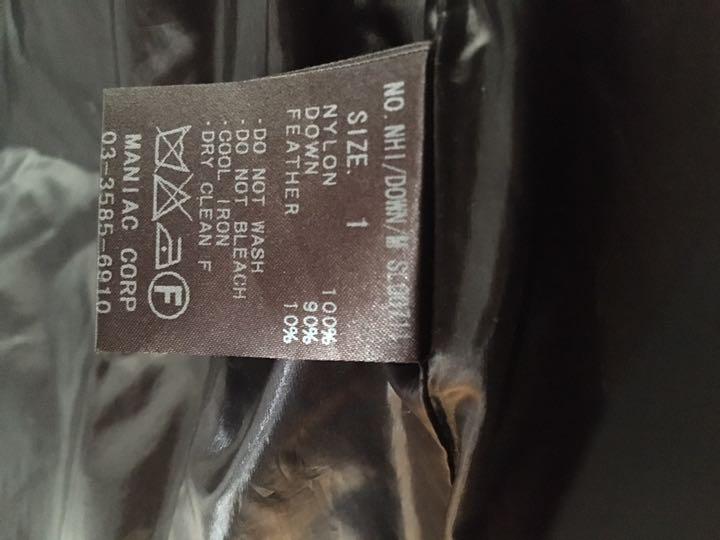 NO. NHI/DOWN/M
SIZE. 1
NYLON 100%
DOWN 90%
FEATHER 10%
·DO NOT WASH
·DO NOT BLEACH
·COOL IRON
·DRY CLEAN F
F
MANIAC CORP
03-3585-6910